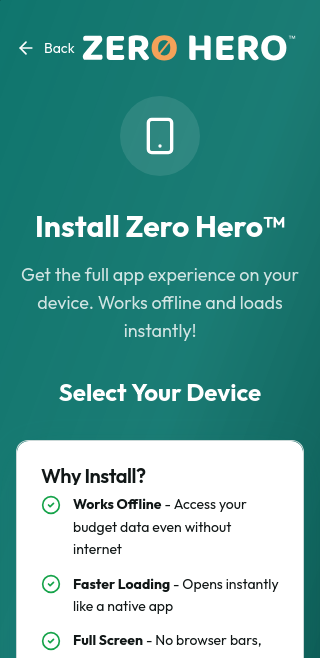 Back ZERO HERO™
Install Zero Hero™
Get the full app experience on your
device. Works offline and loads
instantly!
Select Your Device
Why Install?
Works Offline - Access your
budget data even without
internet
Faster Loading - Opens instantly
like a native app
Full Screen - No browser bars,